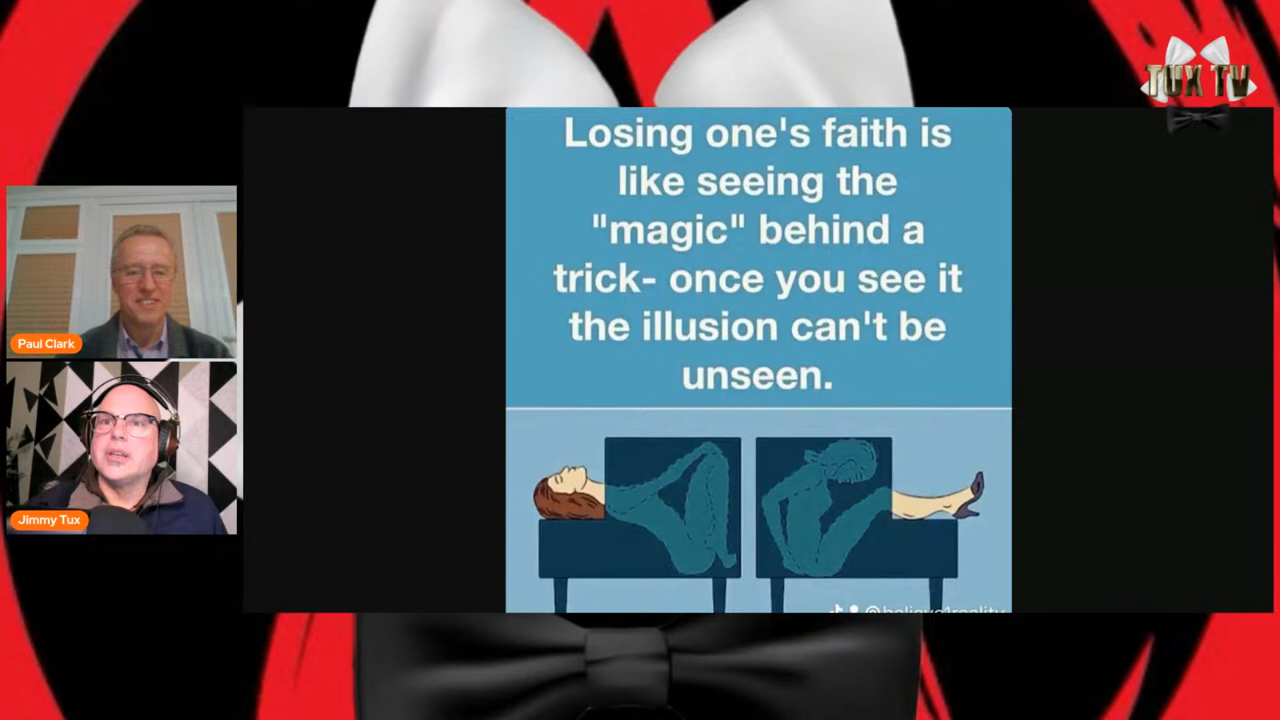 TUX TV
Losing one's faith is
like seeing the
"magic" behind a
trick- once you see it
the illusion can't be
unseen.
Paul Clark
Jimmy Tux
@believe1reality